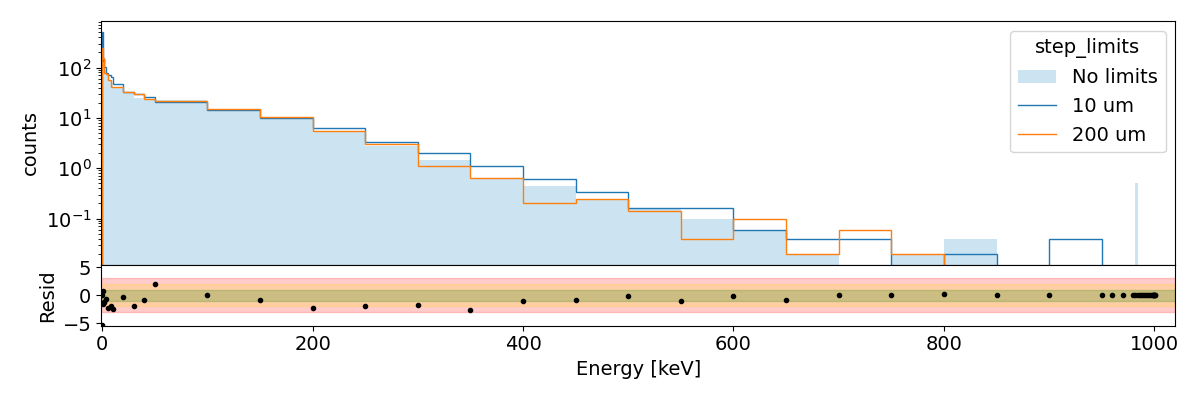 step_limits
No limits
10 um
200 um
counts
10²
10¹
10⁰
10⁻¹
Resid
5
0
−5
0 200 400 600 800 1000
Energy [keV]